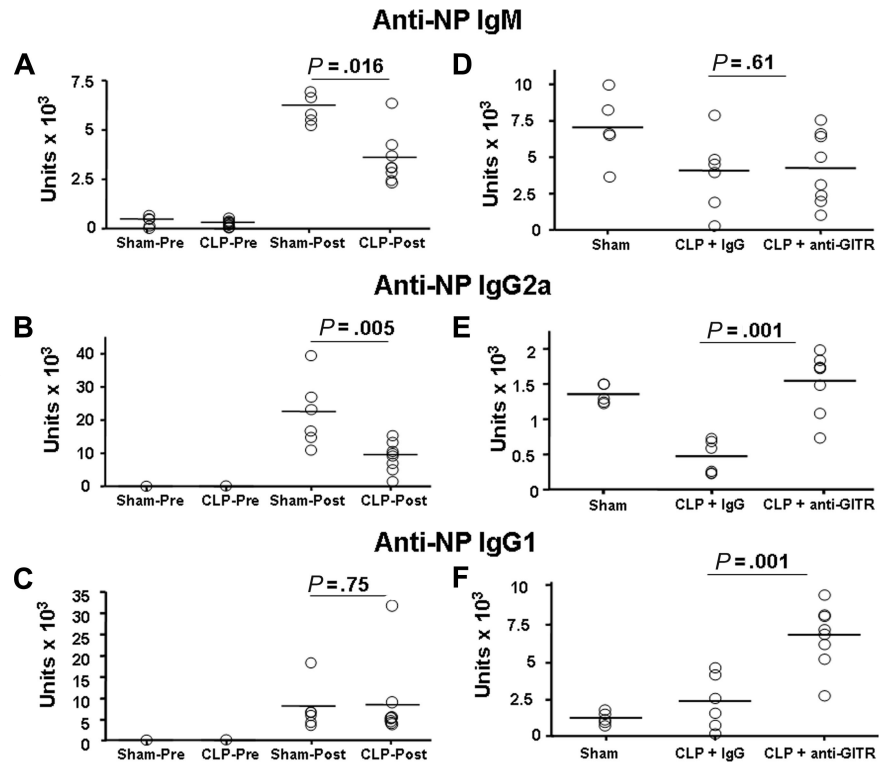 Anti-NP IgM
A
P = .016
Units x 10³
7.5
5
2.5
0
Sham-Pre CLP-Pre Sham-Post CLP-Post
D
P = .61
Units x 10³
10
7.5
5
2.5
0
Sham CLP + IgG CLP + anti-GITR
Anti-NP IgG2a
B
P = .005
Units x 10³
40
30
20
10
0
Sham-Pre CLP-Pre Sham-Post CLP-Post
E
P = .001
Units x 10³
2
1.5
1
0.5
0
Sham CLP + IgG CLP + anti-GITR
Anti-NP IgG1
C
P = .75
Units x 10³
35
30
25
20
15
10
5
0
Sham-Pre CLP-Pre Sham-Post CLP-Post
F
P = .001
Units x 10³
10
7.5
5
2.5
0
Sham CLP + IgG CLP + anti-GITR